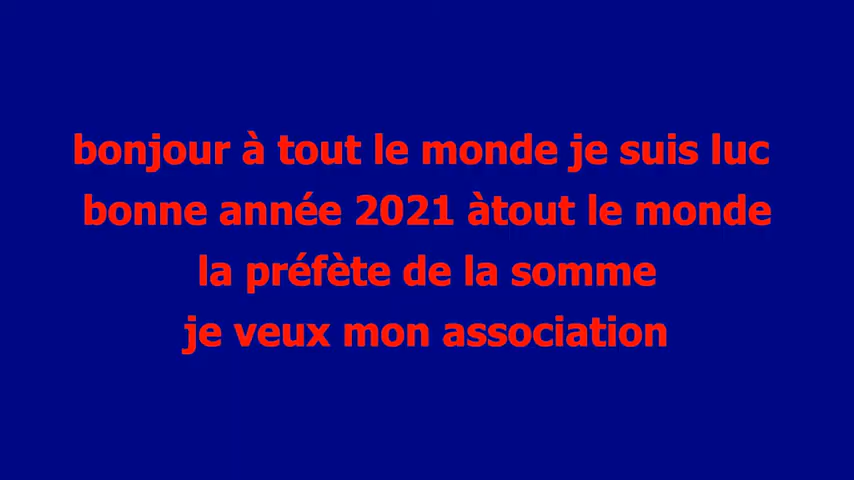 bonjour à tout le monde je suis luc
bonne année 2021 àtout le monde
la préfète de la somme
je veux mon association